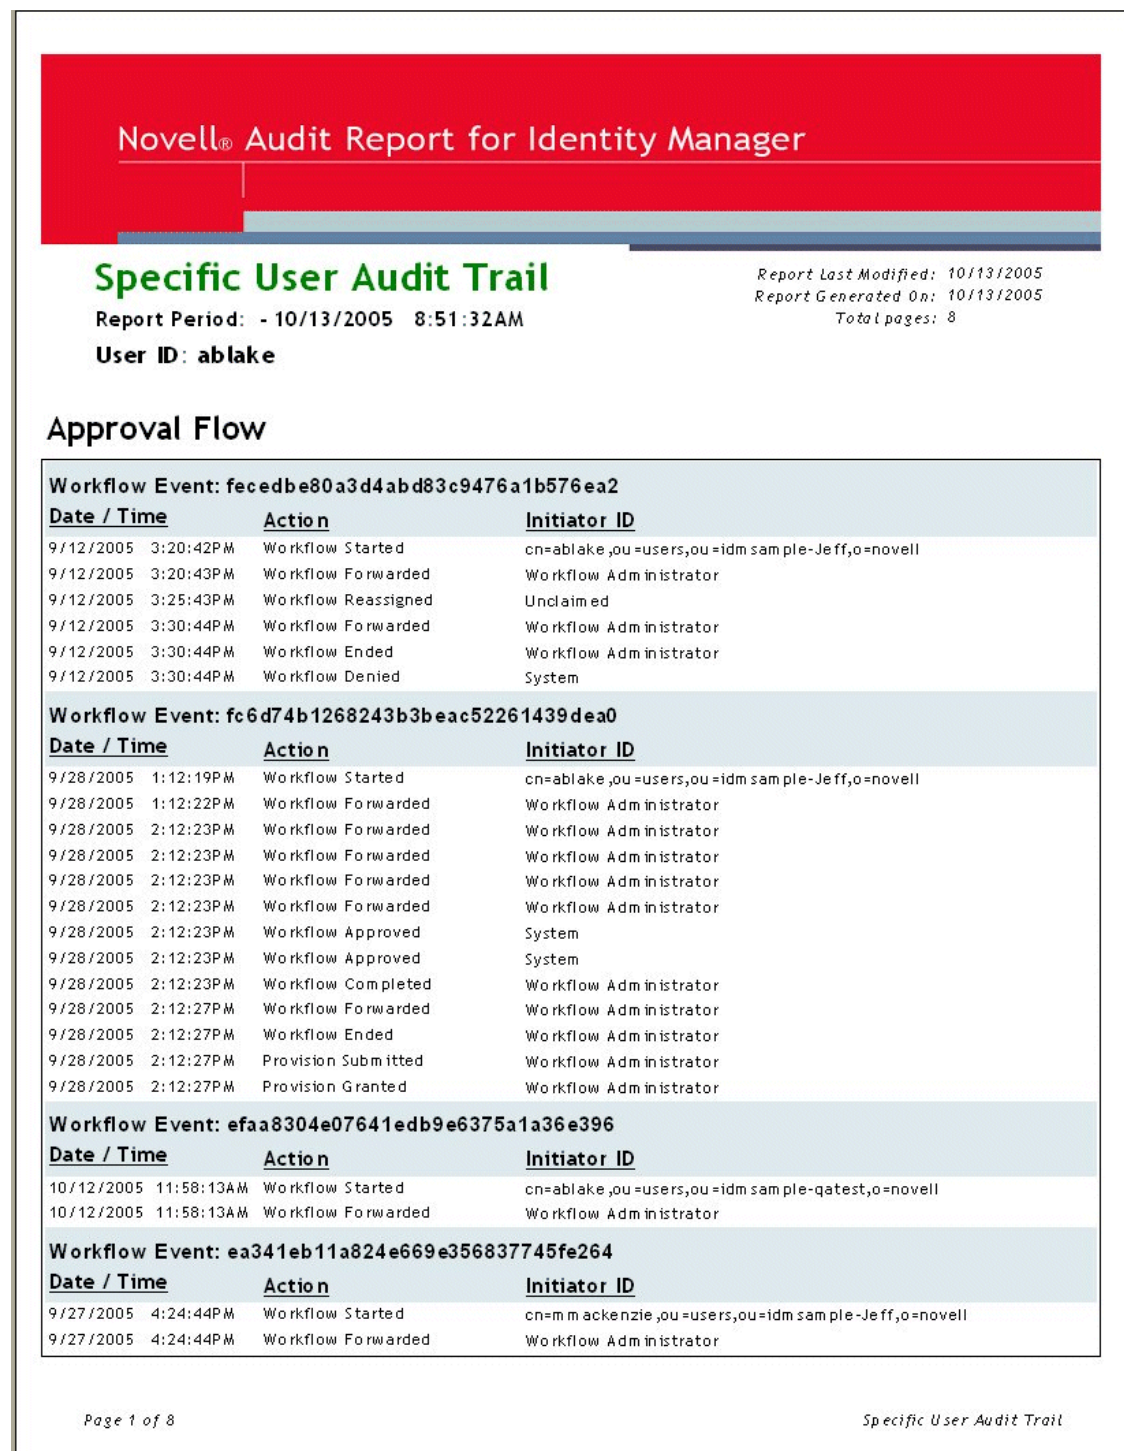 Novell® Audit Report for Identity Manager
Specific User Audit Trail
Report Last Modified: 10/13/2005
Report Generated On: 10/13/2005
Total pages: 8
Report Period: - 10/13/2005 8:51:32AM
User ID: ablake
Approval Flow
Workflow Event: fecedbe80a3d4abd83c9476a1b576ea2
Date / Time Action Initiator ID
9/12/2005 3:20:42PM Workflow Started cn=ablake,ou=users,ou=idmsample-Jeff,o=novell
9/12/2005 3:20:43PM Workflow Forwarded Workflow Administrator
9/12/2005 3:25:43PM Workflow Reassigned Unclaimed
9/12/2005 3:30:44PM Workflow Forwarded Workflow Administrator
9/12/2005 3:30:44PM Workflow Ended Workflow Administrator
9/12/2005 3:30:44PM Workflow Denied System
Workflow Event: fc6d74b1268243b3beac52261439dea0
Date / Time Action Initiator ID
9/28/2005 1:12:19PM Workflow Started cn=ablake,ou=users,ou=idmsample-Jeff,o=novell
9/28/2005 1:12:22PM Workflow Forwarded Workflow Administrator
9/28/2005 2:12:23PM Workflow Forwarded Workflow Administrator
9/28/2005 2:12:23PM Workflow Forwarded Workflow Administrator
9/28/2005 2:12:23PM Workflow Forwarded Workflow Administrator
9/28/2005 2:12:23PM Workflow Forwarded Workflow Administrator
9/28/2005 2:12:23PM Workflow Approved System
9/28/2005 2:12:23PM Workflow Approved System
9/28/2005 2:12:23PM Workflow Completed Workflow Administrator
9/28/2005 2:12:27PM Workflow Forwarded Workflow Administrator
9/28/2005 2:12:27PM Workflow Ended Workflow Administrator
9/28/2005 2:12:27PM Provision Submitted Workflow Administrator
9/28/2005 2:12:27PM Provision Granted Workflow Administrator
Workflow Event: efaa8304e07641edb9e6375a1a36e396
Date / Time Action Initiator ID
10/12/2005 11:58:13AM Workflow Started cn=ablake,ou=users,ou=idmsample-qatest,o=novell
10/12/2005 11:58:13AM Workflow Forwarded Workflow Administrator
Workflow Event: ea341eb11a824e669e356837745fe264
Date / Time Action Initiator ID
9/27/2005 4:24:44PM Workflow Started cn=mmackenzie,ou=users,ou=idmsample-Jeff,o=novell
9/27/2005 4:24:44PM Workflow Forwarded Workflow Administrator
Page 1 of 8 Specific User Audit Trail